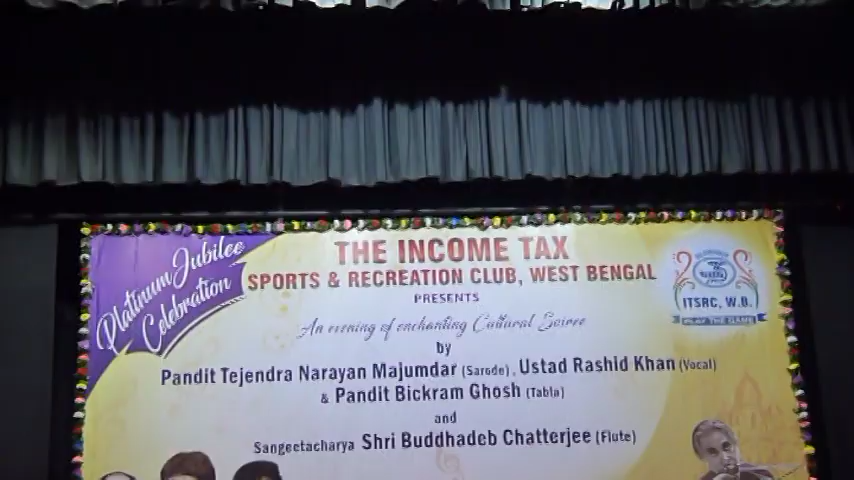 Platinum Jubilee
Celebration
THE INCOME TAX
SPORTS & RECREATION CLUB, WEST BENGAL
PRESENTS
An evening of enchanting Cultural Soiree
by
Pandit Tejendra Narayan Majumdar (Sarode), Ustad Rashid Khan (Vocal)
& Pandit Bickram Ghosh (Tabla)
and
Sangeetacharya Shri Buddhadeb Chatterjee (Flute)
ITSRC, W.B.
PLAY THE GAME